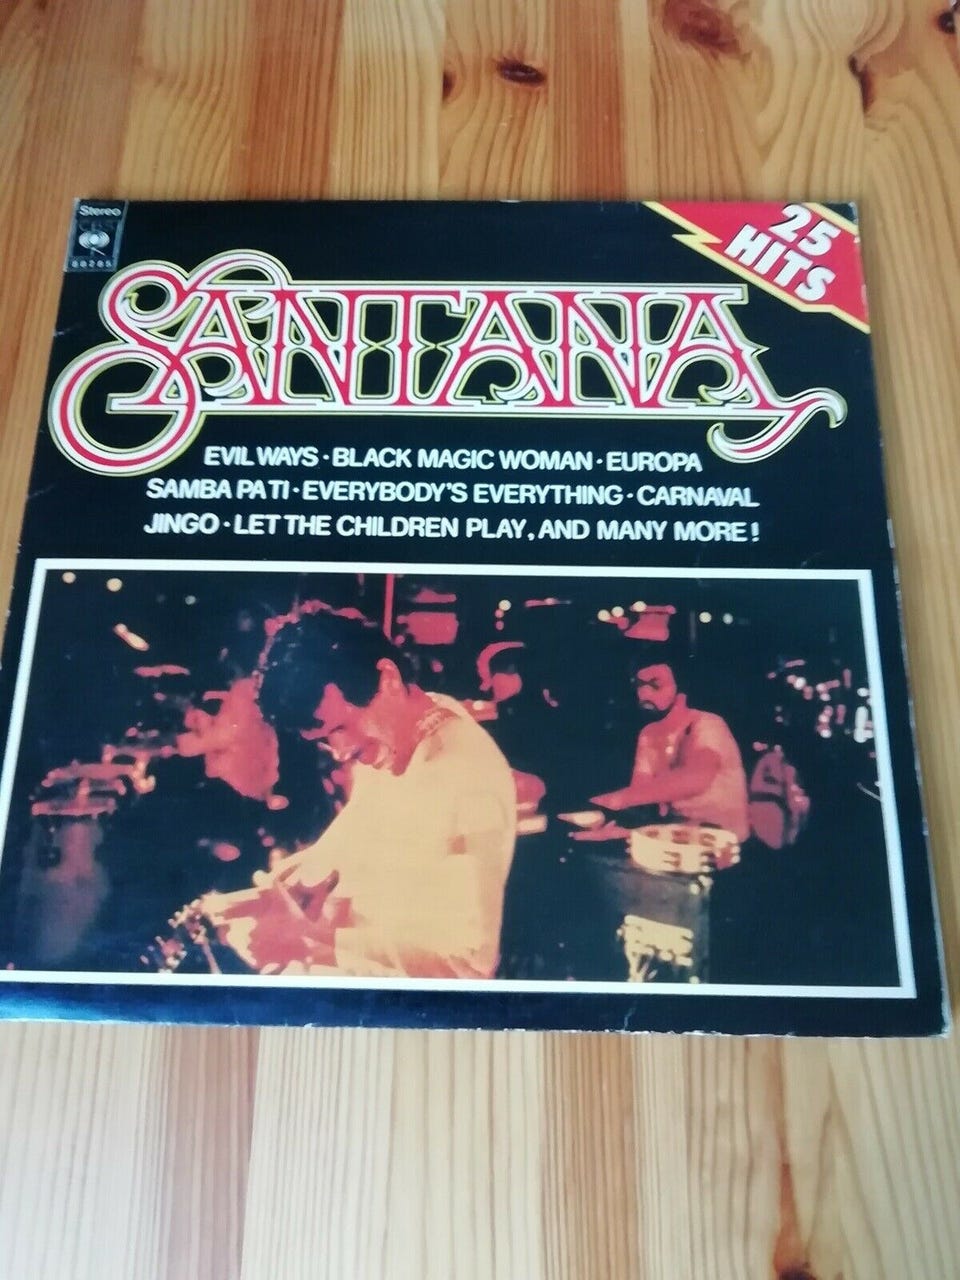 Stereo
CBS
88285
25
HITS
SANTANA
EVIL WAYS · BLACK MAGIC WOMAN · EUROPA
SAMBA PA TI · EVERYBODY'S EVERYTHING · CARNAVAL
JINGO · LET THE CHILDREN PLAY, AND MANY MORE!